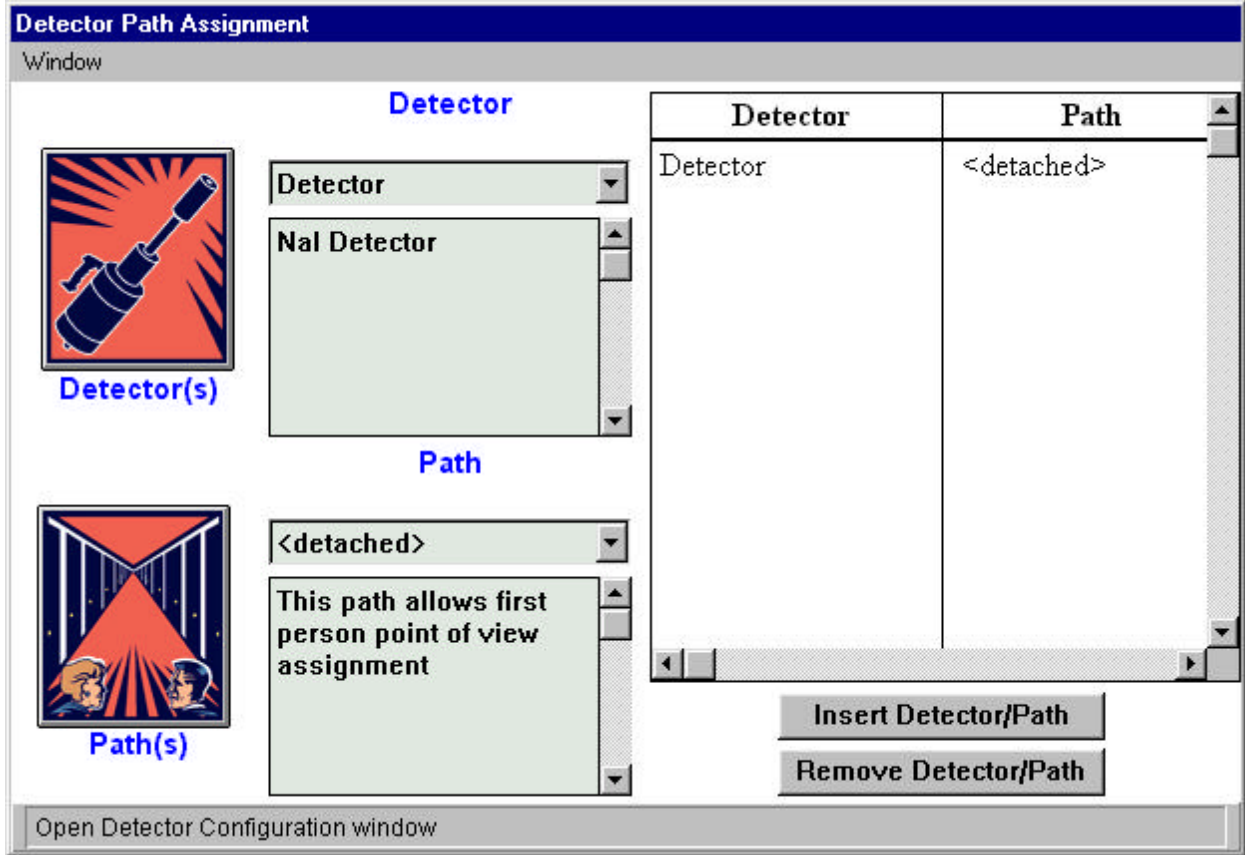 Detector Path Assignment
Window
Detector
Detector
NaI Detector
Detector(s)
Path
<detached>
This path allows first
person point of view
assignment
Path(s)
Detector Path
Detector <detached>
Insert Detector/Path
Remove Detector/Path
Open Detector Configuration window